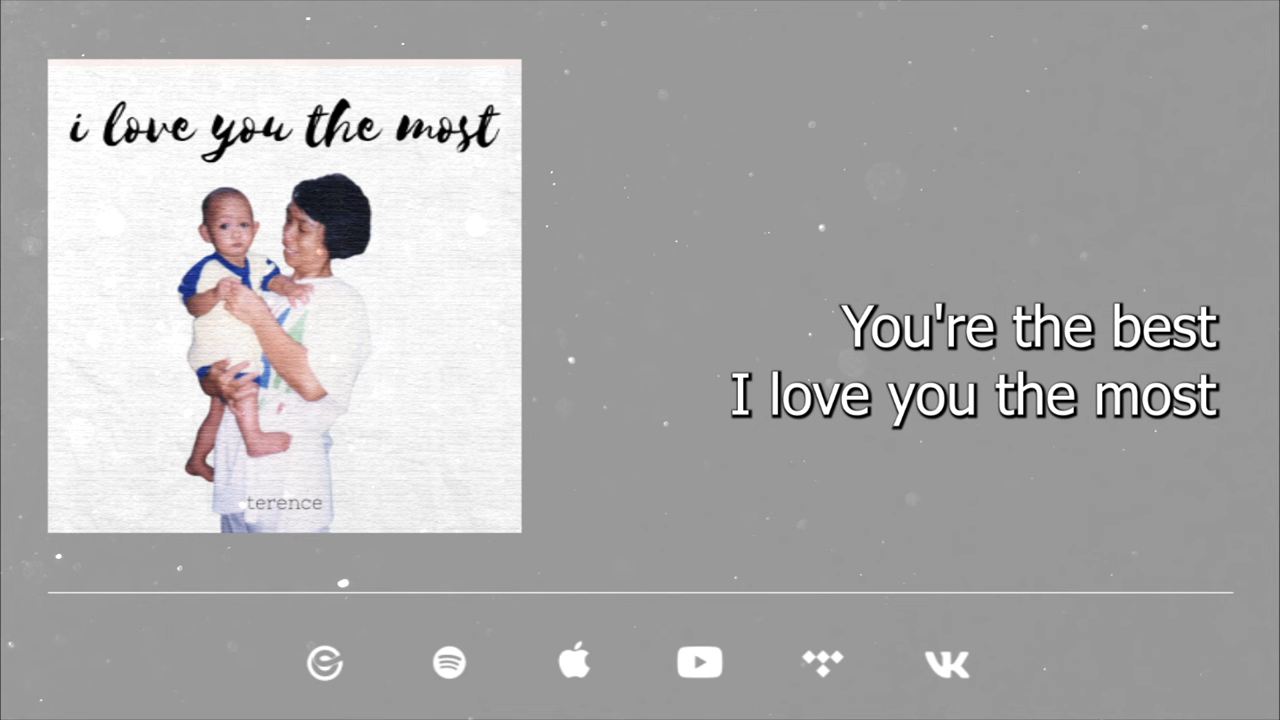 i love you the most
terence
You're the best
I love you the most